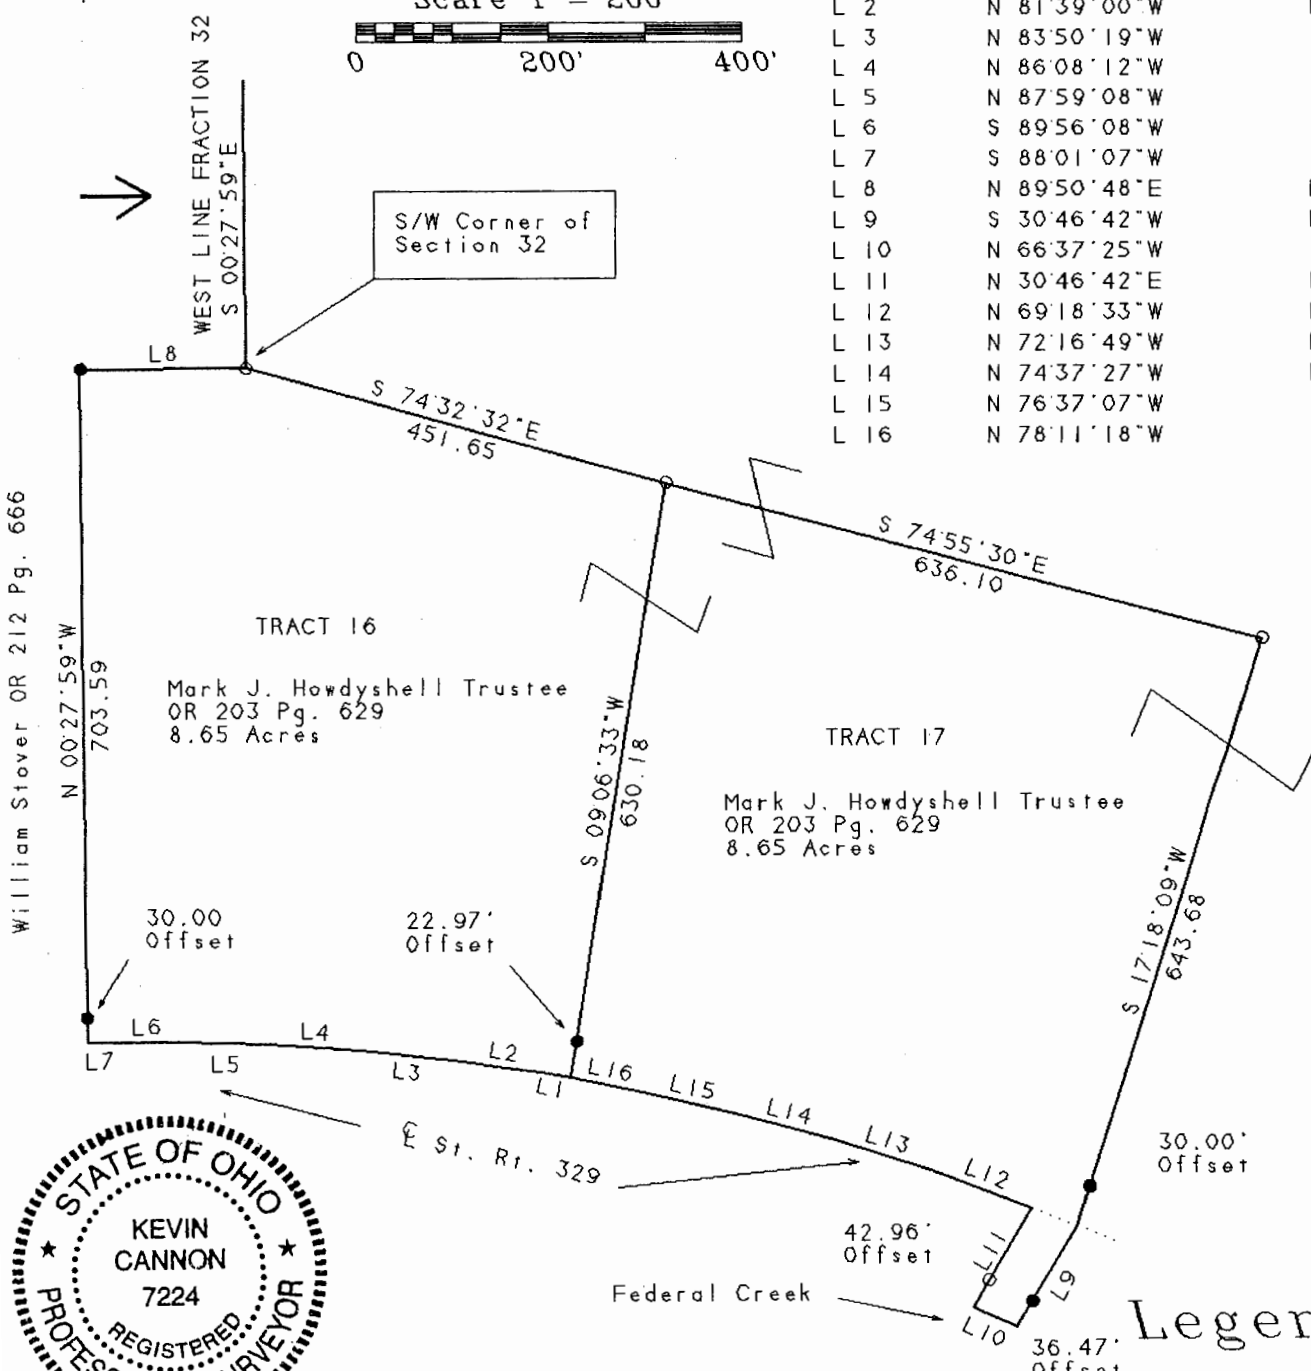 Scale 1" = 200'
0 200' 400'
L 2 N 81°39'00"W
L 3 N 83°50'19"W
L 4 N 86°08'12"W
L 5 N 87°59'08"W
L 6 S 89°56'08"W
L 7 S 88°01'07"W
L 8 N 89°50'48"E
L 9 S 30°46'42"W
L 10 N 66°37'25"W
L 11 N 30°46'42"E
L 12 N 69°18'33"W
L 13 N 72°16'49"W
L 14 N 74°37'27"W
L 15 N 76°37'07"W
L 16 N 78°11'18"W
WEST LINE FRACTION 32
S 00°27'59"E
S/W Corner of
Section 32
L8
S 74°32'32"E
451.65
S 74°55'30"E
636.10
William Stover OR 212 Pg. 666
N 00°27'59"W
703.59
TRACT 16
Mark J. Howdyshell Trustee
OR 203 Pg. 629
8.65 Acres
S 09°06'33"W
630.18
TRACT 17
Mark J. Howdyshell Trustee
OR 203 Pg. 629
8.65 Acres
S 17°18'09"W
643.68
30.00
Offset
22.97'
Offset
L6
L4
L2
L16
L15
L14
L13
L12
L7
L5
L3
L1
℄ St. Rt. 329
30.00'
Offset
42.96'
Offset
L11
L9
L10
Federal Creek
36.47'
Offset
Legen
STATE OF OHIO
KEVIN
CANNON
7224
REGISTERED